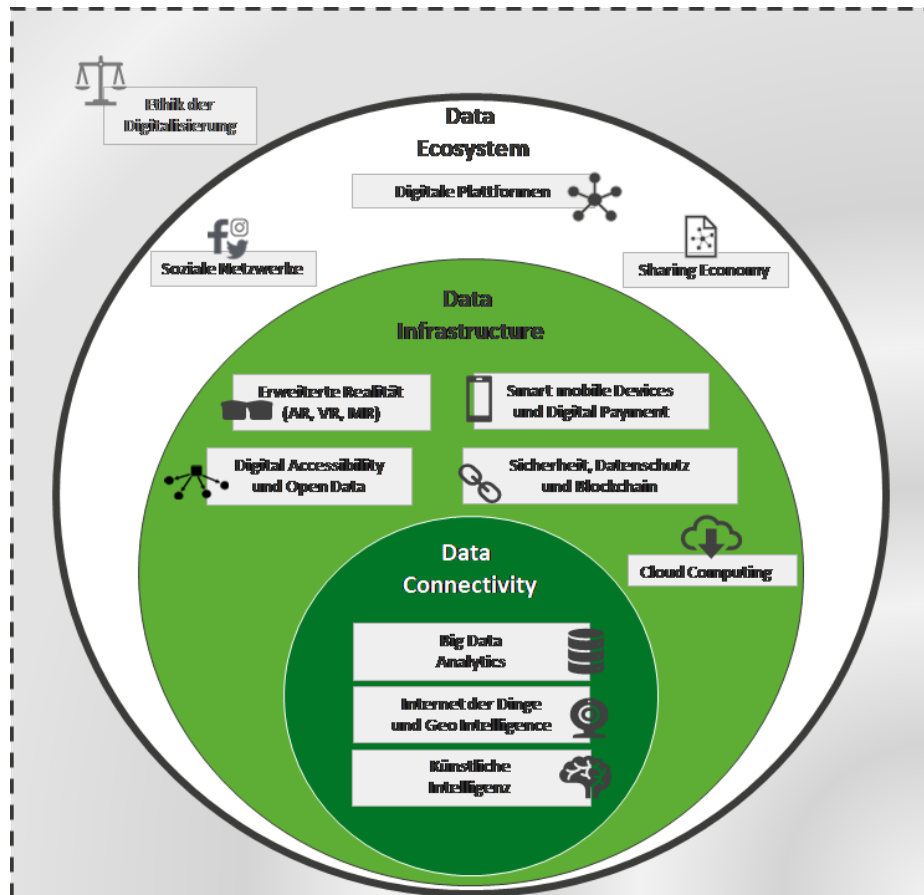 Ethik der
Digitalisierung
Data
Ecosystem
Digitale Plattformen
Soziale Netzwerke
Sharing Economy
Data
Infrastructure
Erweiterte Realität
(AR, VR, MR)
Smart mobile Devices
und Digital Payment
Digital Accessibility
und Open Data
Sicherheit, Datenschutz
und Blockchain
Cloud Computing
Data
Connectivity
Big Data
Analytics
Internet der Dinge
und Geo Intelligence
Künstliche
Intelligenz